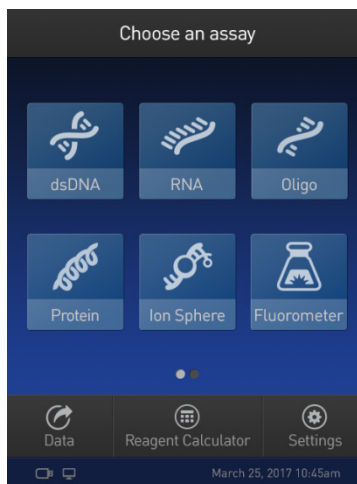 Choose an assay
dsDNA RNA Oligo
Protein Ion Sphere Fluorometer
Data Reagent Calculator Settings
March 25, 2017 10:45am